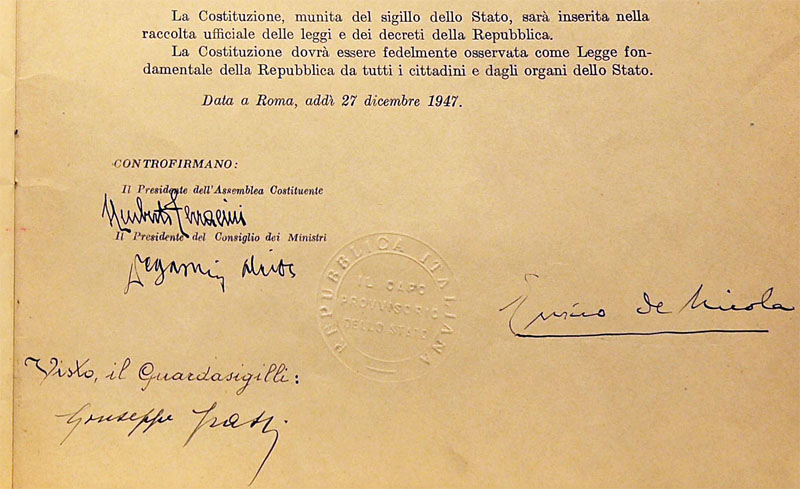 La Costituzione, munita del sigillo dello Stato, sarà inserita nella
raccolta ufficiale delle leggi e dei decreti della Repubblica.
La Costituzione dovrà essere fedelmente osservata come Legge fon-
damentale della Repubblica da tutti i cittadini e dagli organi dello Stato.
Data a Roma, addì 27 dicembre 1947.
CONTROFIRMANO:
Il Presidente dell'Assemblea Costituente
Umberto Terracini
Il Presidente del Consiglio dei Ministri
REPUBBLICA ITALIANA
IL CAPO
PROVVISORIO
DELLO STATO
Enrico de Nicola
Visto, il Guardasigilli:
Giuseppe Grassi